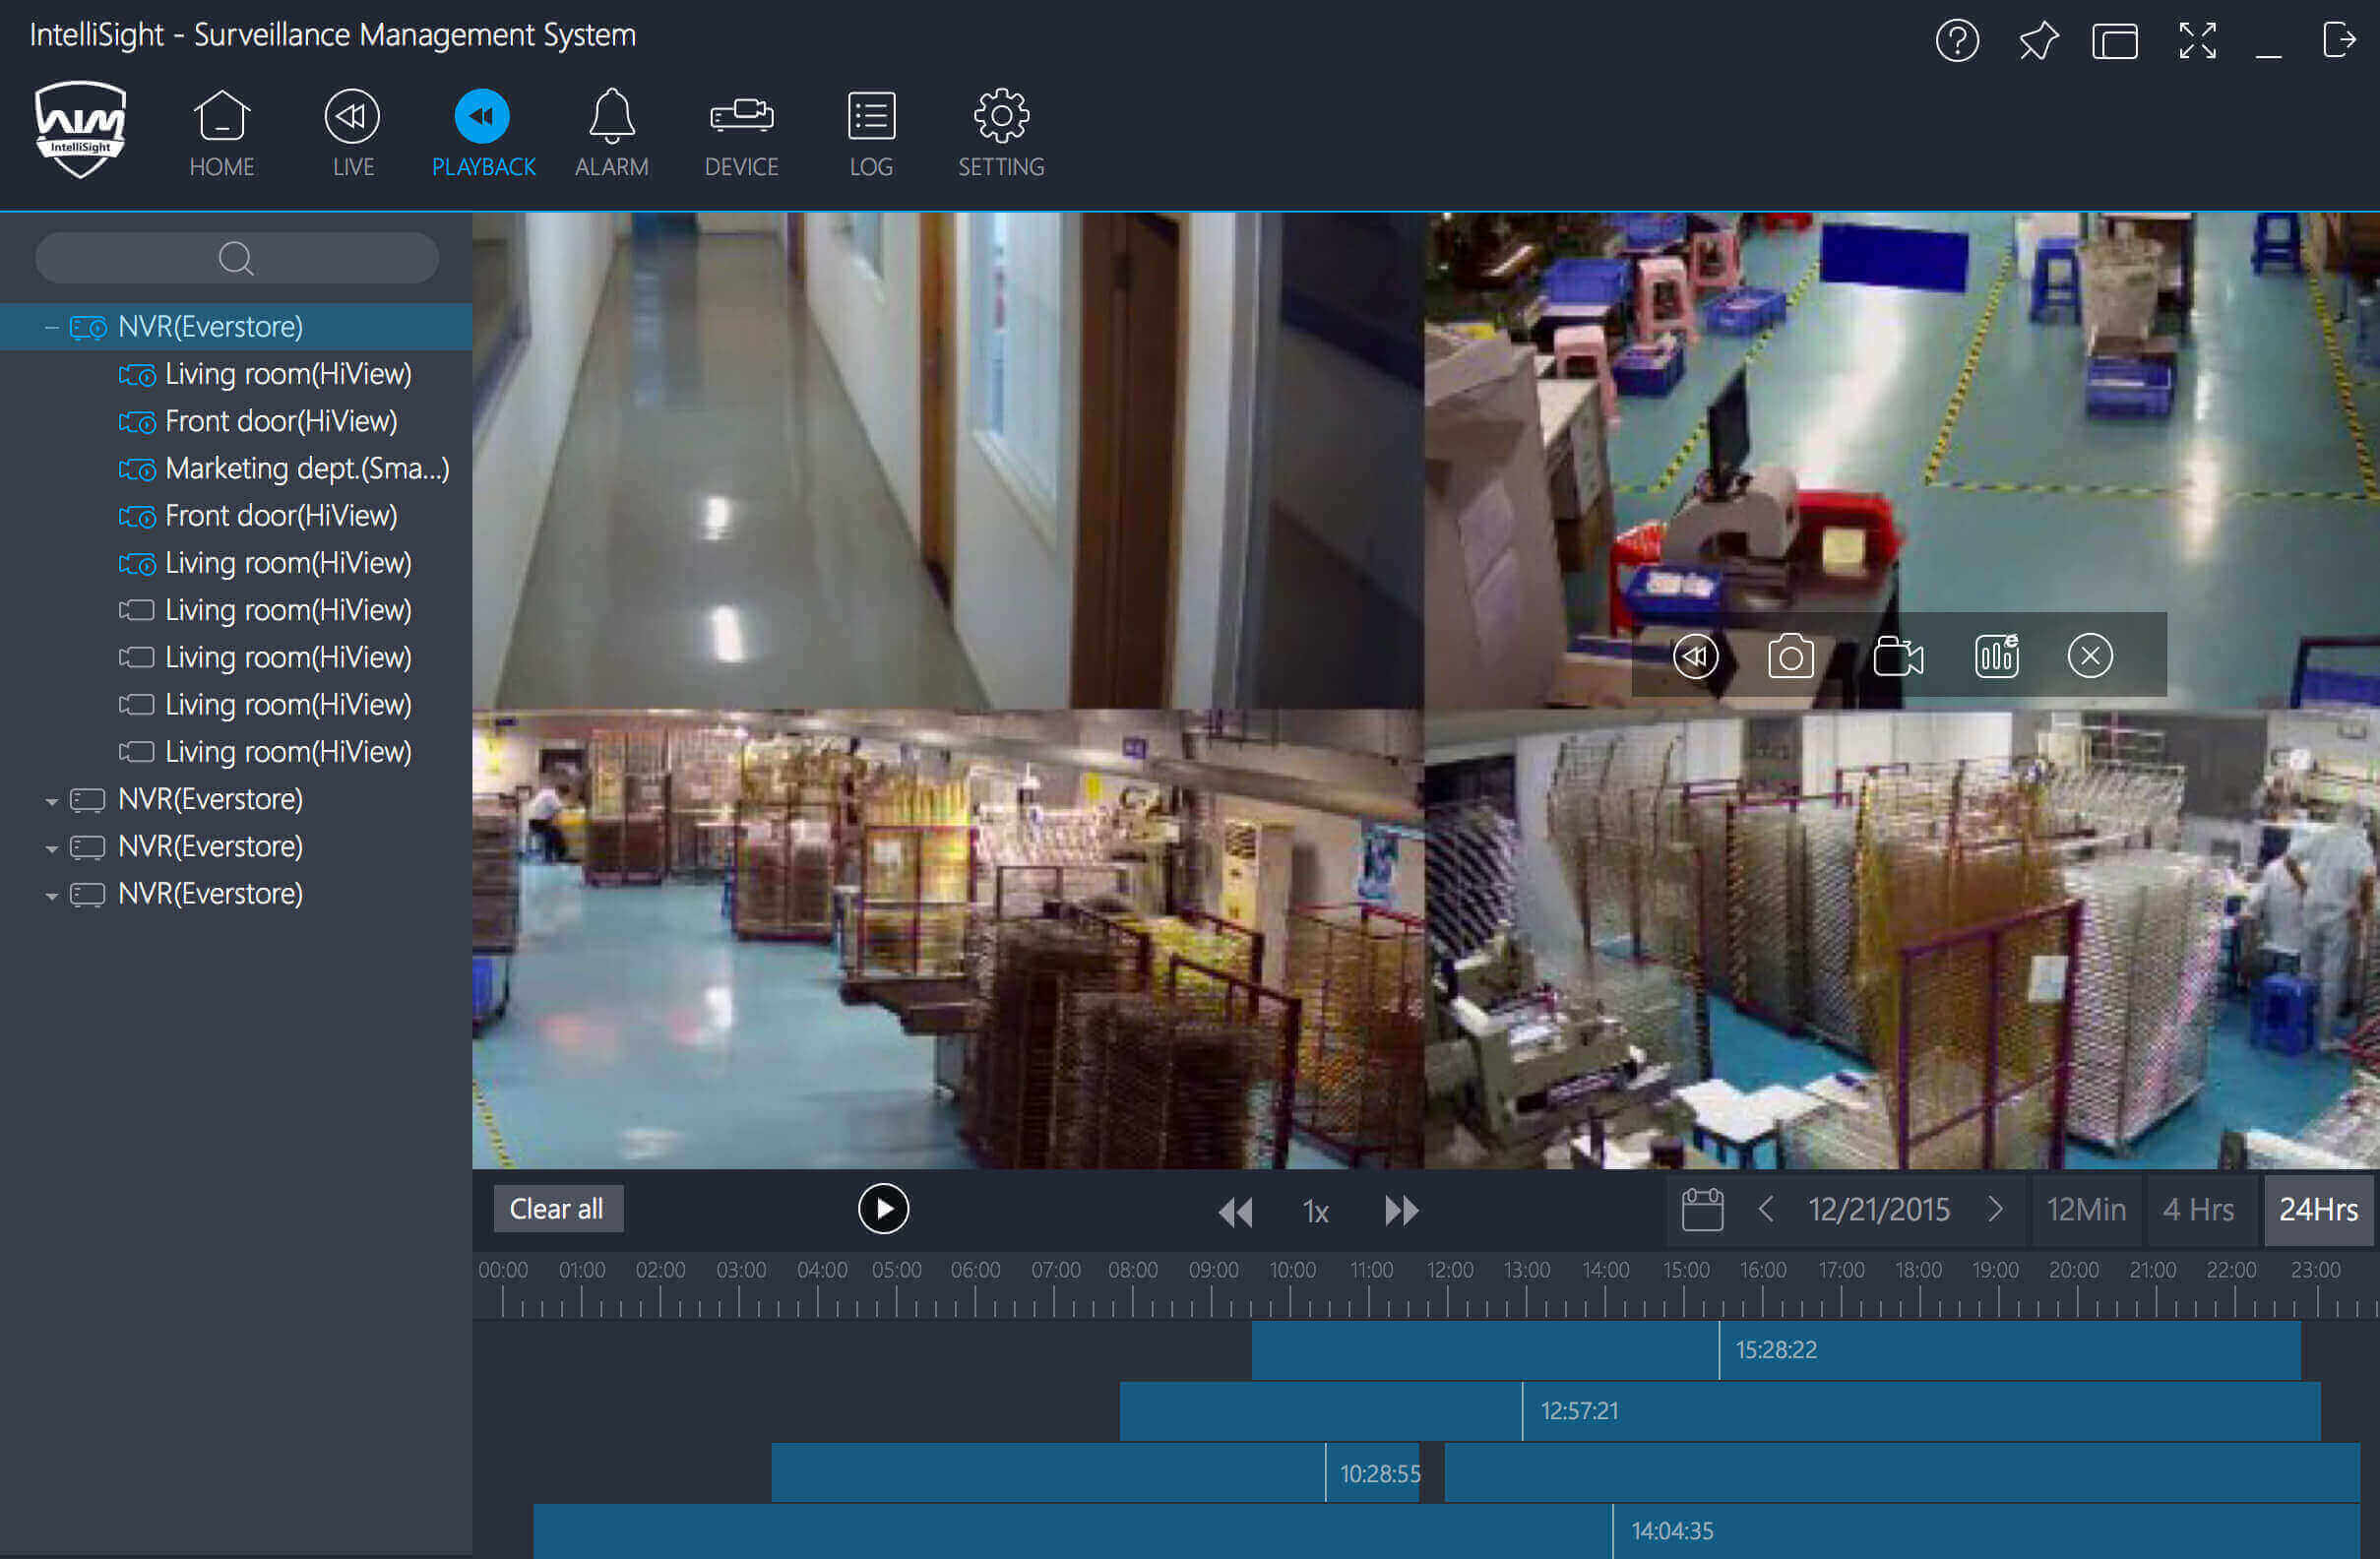 IntelliSight - Surveillance Management System
AIM
IntelliSight
HOME
LIVE
PLAYBACK
ALARM
DEVICE
LOG
SETTING
NVR(Everstore)
Living room(HiView)
Front door(HiView)
Marketing dept.(Sma...)
Front door(HiView)
Living room(HiView)
Living room(HiView)
Living room(HiView)
Living room(HiView)
Living room(HiView)
NVR(Everstore)
NVR(Everstore)
NVR(Everstore)
Clear all
1x
12/21/2015
12Min
4 Hrs
24Hrs
00:00 01:00 02:00 03:00 04:00 05:00 06:00 07:00 08:00 09:00 10:00 11:00 12:00 13:00 14:00 15:00 16:00 17:00 18:00 19:00 20:00 21:00 22:00 23:00
15:28:22
12:57:21
10:28:55
14:04:35